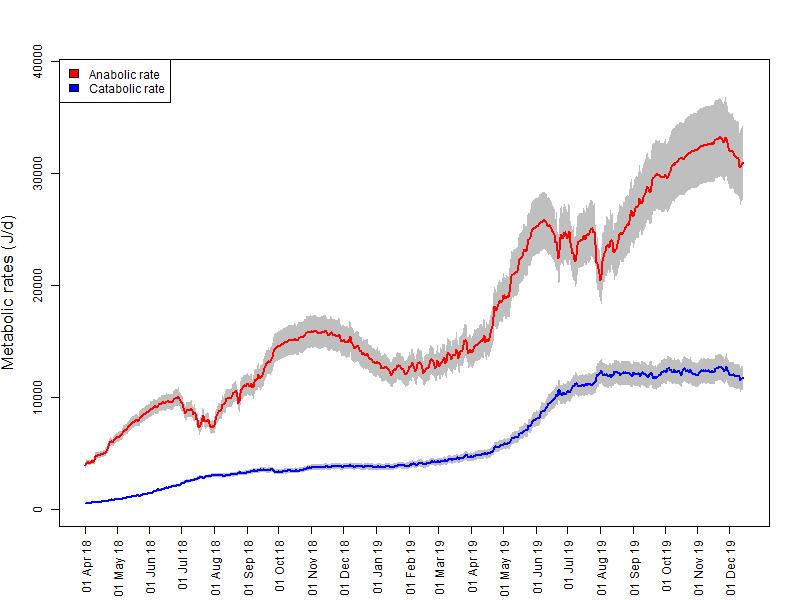 Anabolic rate
Catabolic rate
Metabolic rates (J/d)
40000
30000
20000
10000
0
01 Apr 18
01 May 18
01 Jun 18
01 Jul 18
01 Aug 18
01 Sep 18
01 Oct 18
01 Nov 18
01 Dec 18
01 Jan 19
01 Feb 19
01 Mar 19
01 Apr 19
01 May 19
01 Jun 19
01 Jul 19
01 Aug 19
01 Sep 19
01 Oct 19
01 Nov 19
01 Dec 19